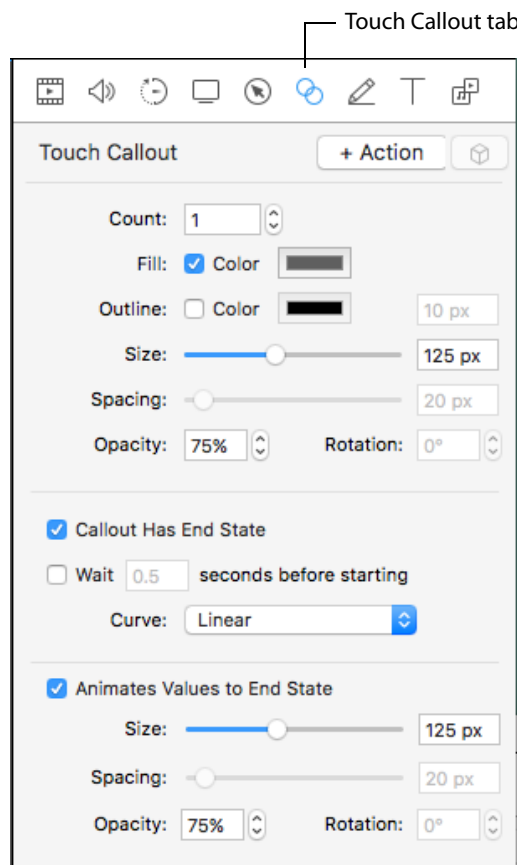 Touch Callout tab
T
Touch Callout + Action
Count: 1
Fill: Color
Outline: Color 10 px
Size: 125 px
Spacing: 20 px
Opacity: 75% Rotation: 0°
Callout Has End State
Wait 0.5 seconds before starting
Curve: Linear
Animates Values to End State
Size: 125 px
Spacing: 20 px
Opacity: 75% Rotation: 0°